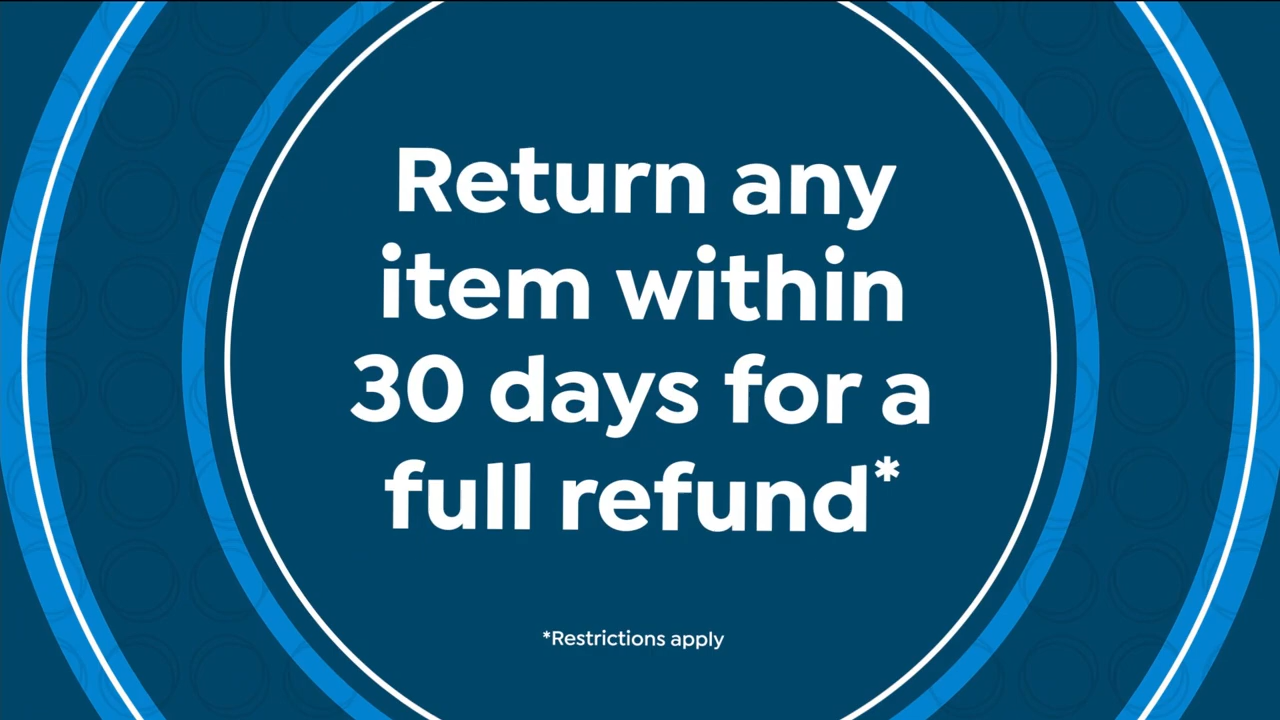 Return any
item within
30 days for a
full refund*
*Restrictions apply